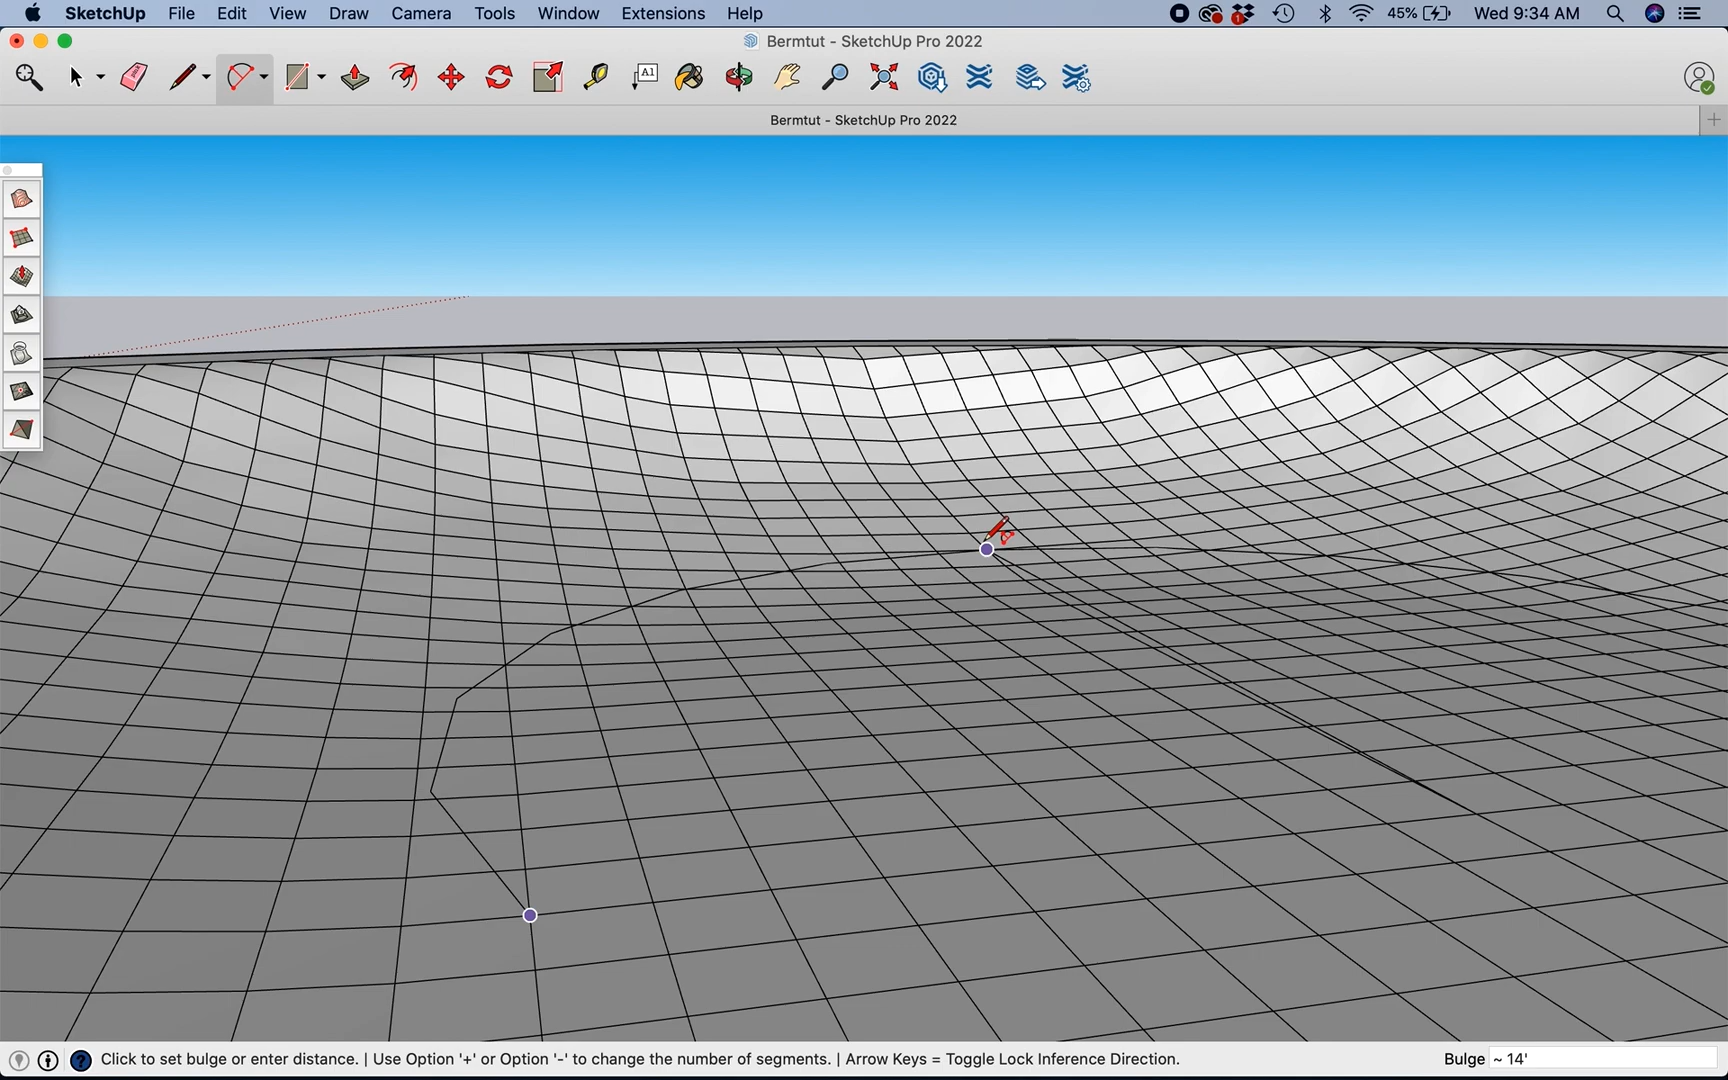 SketchUp File Edit View Draw Camera Tools Window Extensions Help 1 45% Wed 9:34 AM
Bermtut - SketchUp Pro 2022
A1
Bermtut - SketchUp Pro 2022
Click to set bulge or enter distance. | Use Option '+' or Option '-' to change the number of segments. | Arrow Keys = Toggle Lock Inference Direction. Bulge ~ 14'